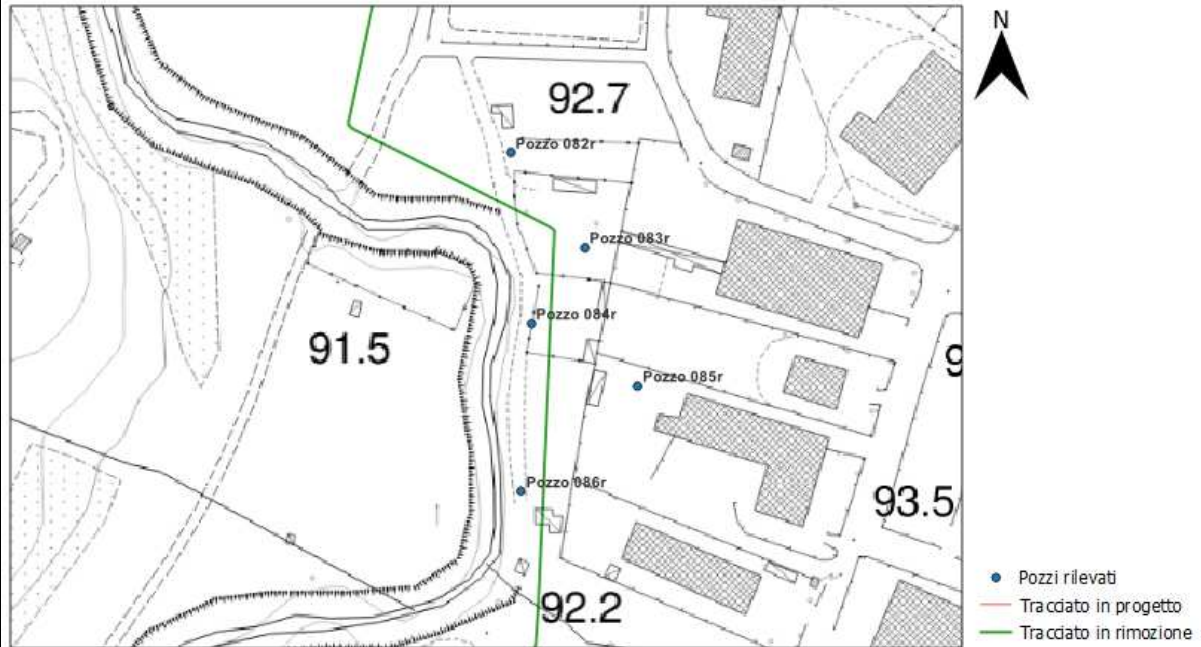 N
92.7
Pozzo 082r
Pozzo 083r
Pozzo 084r
91.5
9
Pozzo 085r
Pozzo 086r
93.5
92.2
Pozzi rilevati
Tracciato in progetto
Tracciato in rimozione